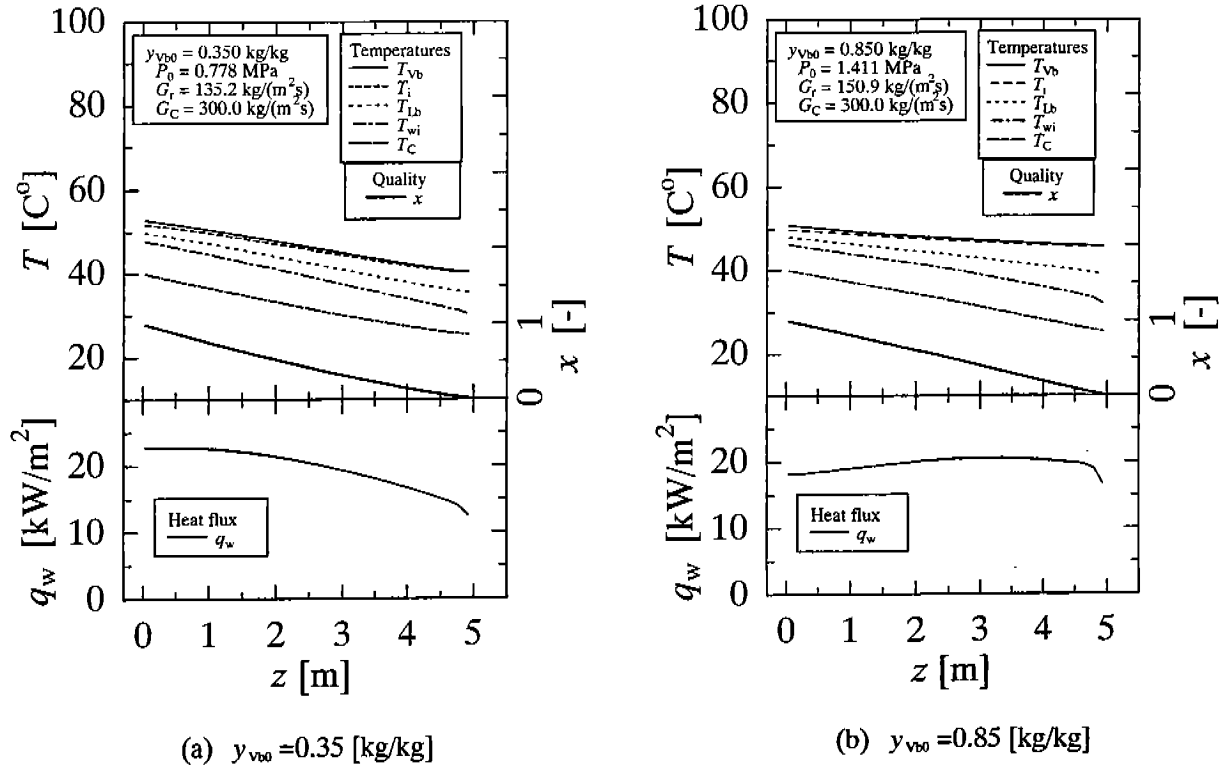 100
80
60
40
20
T [C°]
y_Vb0 = 0.350 kg/kg
P_0 = 0.778 MPa
G_r = 135.2 kg/(m²s)
G_C = 300.0 kg/(m²s)
Temperatures
T_Vb
T_i
T_Lb
T_wi
T_C
Quality
x
1
0
x [-]
20
10
0
q_w [kW/m²]
Heat flux
q_w
0 1 2 3 4 5
z [m]
(a) y_Vb0 =0.35 [kg/kg]
100
80
60
40
20
T [C°]
y_Vb0 = 0.850 kg/kg
P_0 = 1.411 MPa
G_r = 150.9 kg/(m²s)
G_C = 300.0 kg/(m²s)
Temperatures
T_Vb
T_i
T_Lb
T_wi
T_C
Quality
x
1
0
x [-]
20
10
0
q_w [kW/m²]
Heat flux
q_w
0 1 2 3 4 5
z [m]
(b) y_Vb0 =0.85 [kg/kg]